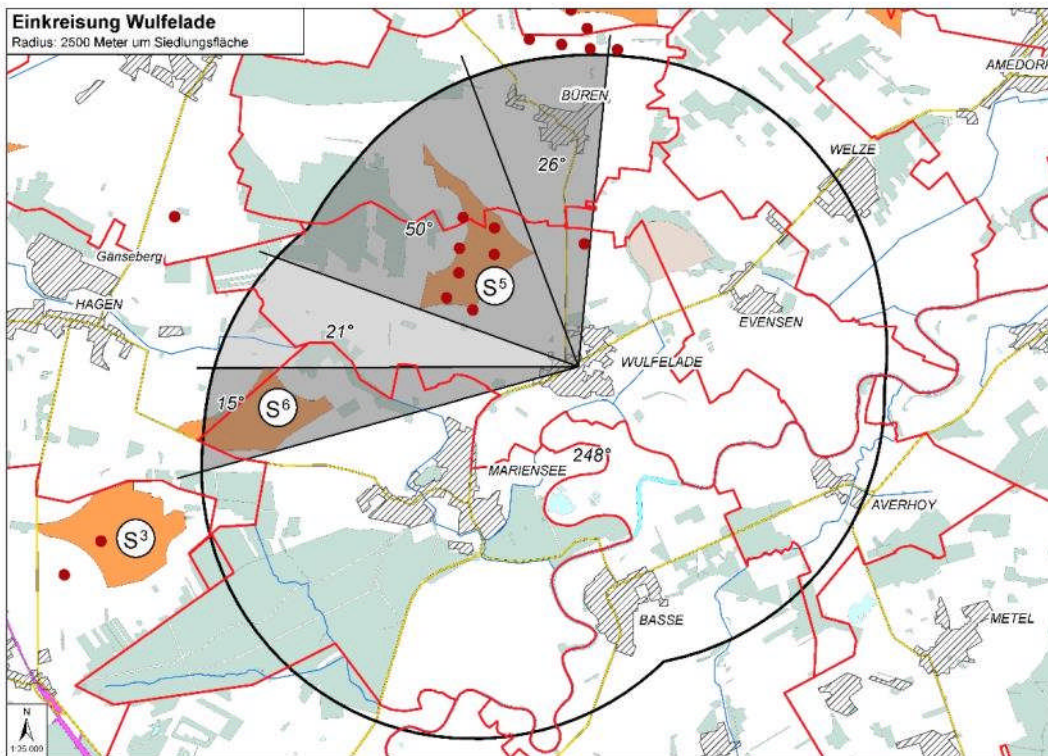 Einkreisung Wulfelade
Radius: 2500 Meter um Siedlungsfläche
AMEDORF
BÜREN
WELZE
26°
50°
Gänseberg
S⁵
HAGEN
EVENSEN
21°
WULFELADE
15°
S⁶
248°
MARIENSEE
AVERHOY
S³
BASSE
METEL
N
1:25.000